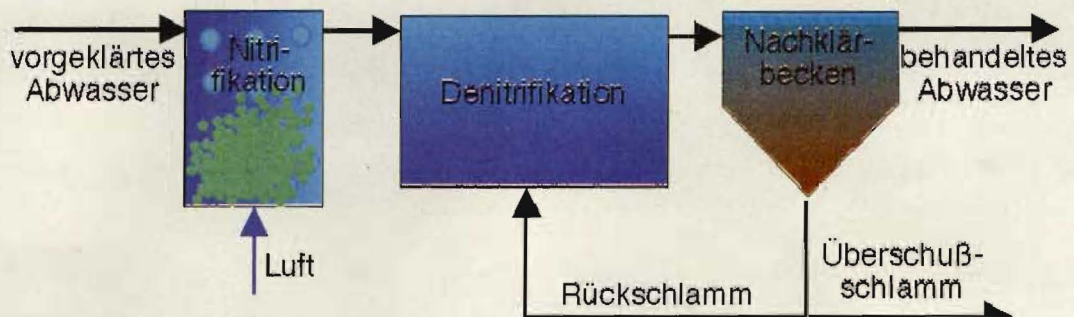 vorgeklärtes
Abwasser
Nitri-
fikation
Luft
Denitrifikation
Nachklär-
becken
behandeltes
Abwasser
Rückschlamm
Überschuß-
schlamm